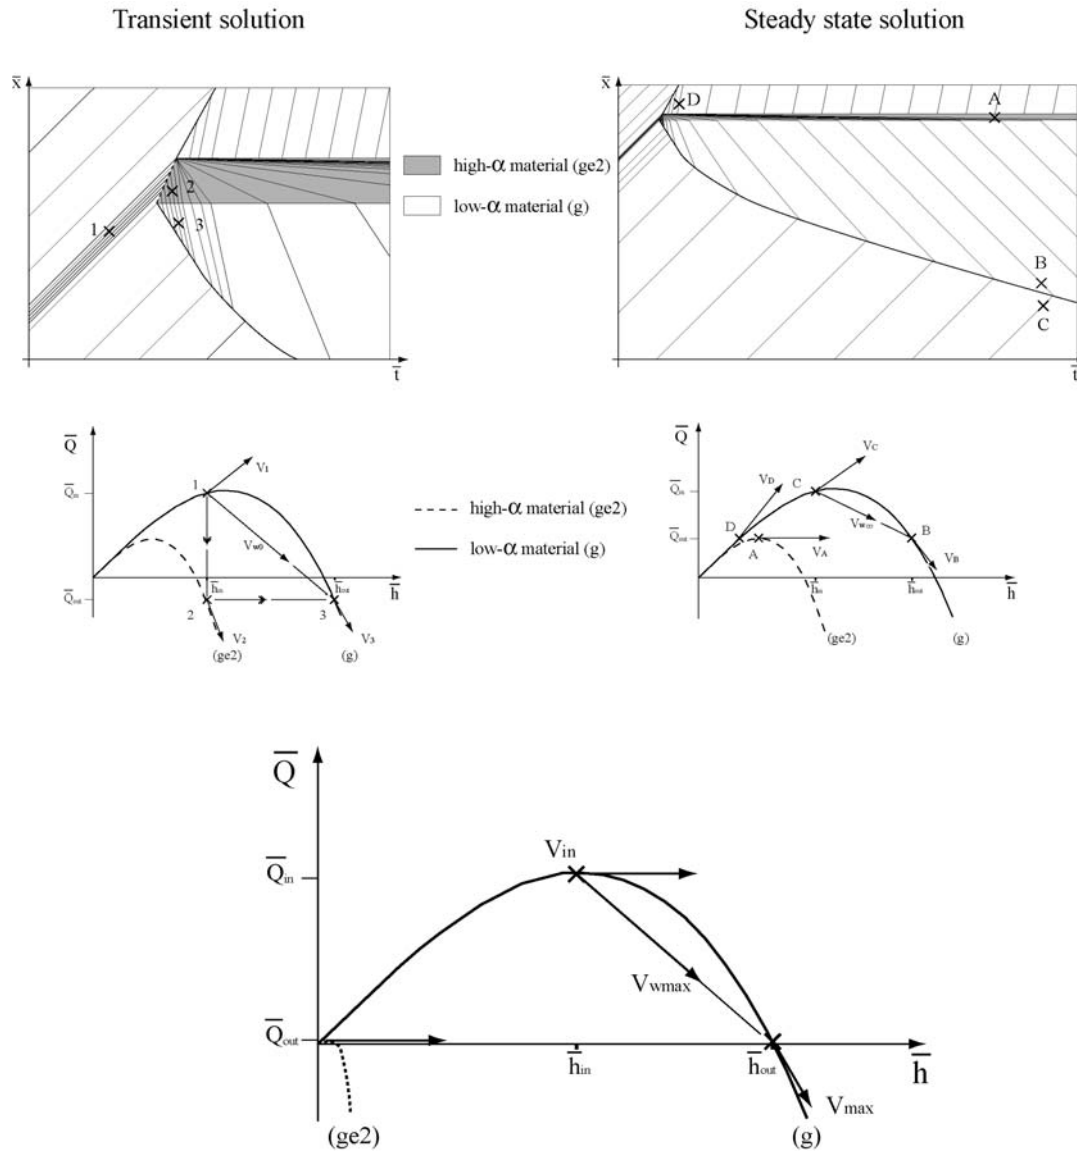 Transient solution
Steady state solution
x̄
1
2
3
t̄
high-α material (ge2)
low-α material (g)
x̄
D
A
B
C
t̄
Q̄
Q̄in
Q̄out
1
V1
Vw0
h̄in
h̄out
h̄
2
3
V2
V3
(ge2)
(g)
high-α material (ge2)
low-α material (g)
Q̄
Q̄in
Q̄out
VC
VD
C
D
A
B
VA
VB
h̄in
h̄out
h̄
(ge2)
(g)
Q̄
Q̄in
Vin
Vwmax
Q̄out
h̄in
h̄out
h̄
Vmax
(ge2)
(g)